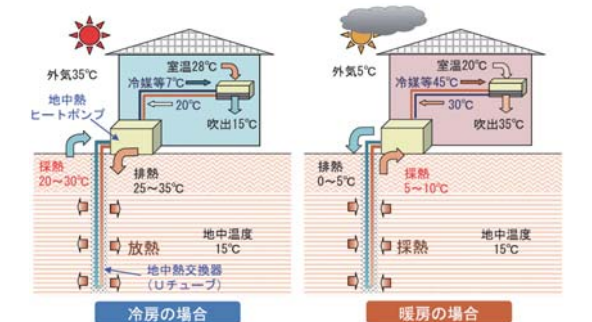 外気35℃
室温28℃
冷媒等7℃
20℃
吹出15℃
地中熱
ヒートポンプ
採熱
20～30℃
排熱
25～35℃
放熱
地中温度
15℃
地中熱交換器
（Uチューブ）
冷房の場合
外気5℃
室温20℃
冷媒等45℃
30℃
吹出35℃
排熱
0～5℃
採熱
5～10℃
採熱
地中温度
15℃
暖房の場合